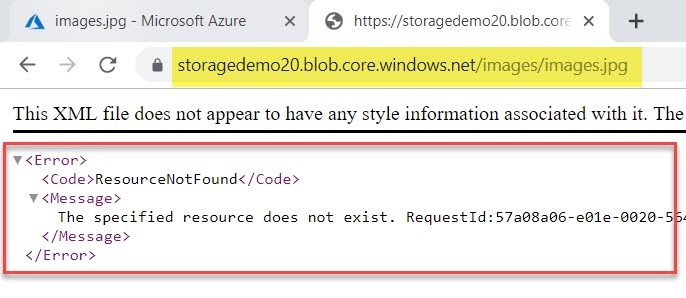 images.jpg - Microsoft Azure
https://storagedemo20.blob.core
storagedemo20.blob.core.windows.net/images/images.jpg
This XML file does not appear to have any style information associated with it. The
<Error>
<Code>ResourceNotFound</Code>
<Message>
The specified resource does not exist. RequestId:57a08a06-e01e-0020-564
</Message>
</Error>